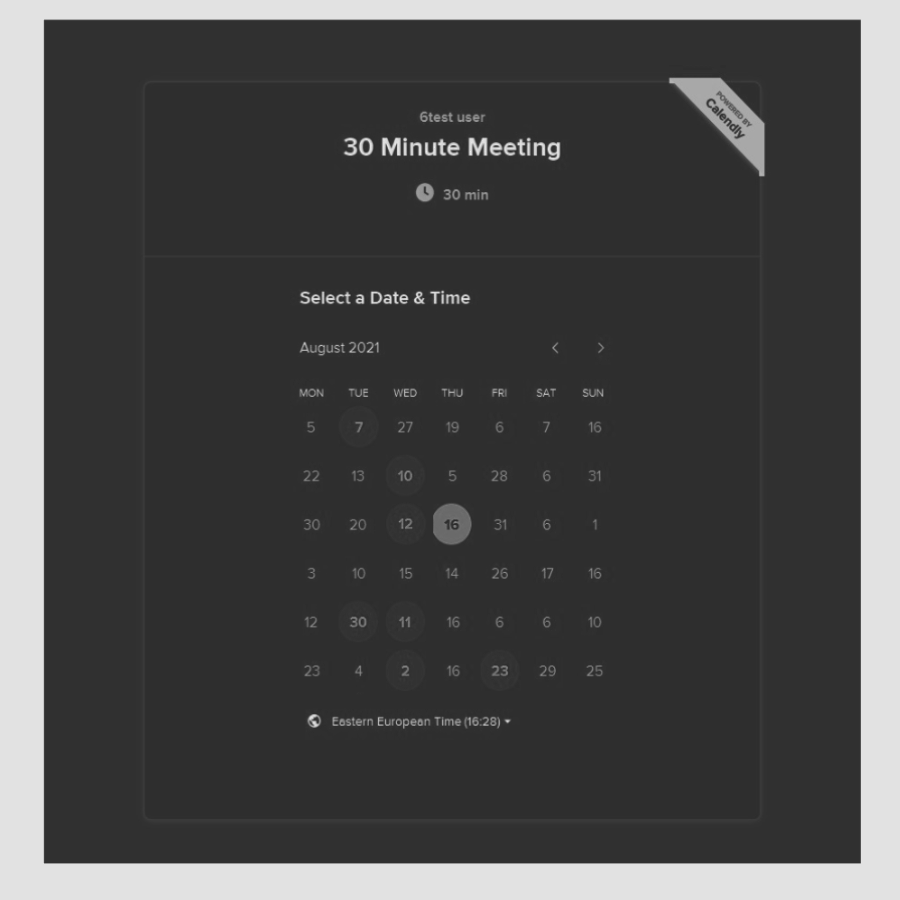 POWERED BY
Calendly
6test user
30 Minute Meeting
30 min
Select a Date & Time
August 2021
MON TUE WED THU FRI SAT SUN
5 7 27 19 6 7 16
22 13 10 5 28 6 31
30 20 12 16 31 6 1
3 10 15 14 26 17 16
12 30 11 16 6 6 10
23 4 2 16 23 29 25
Eastern European Time (16:28)